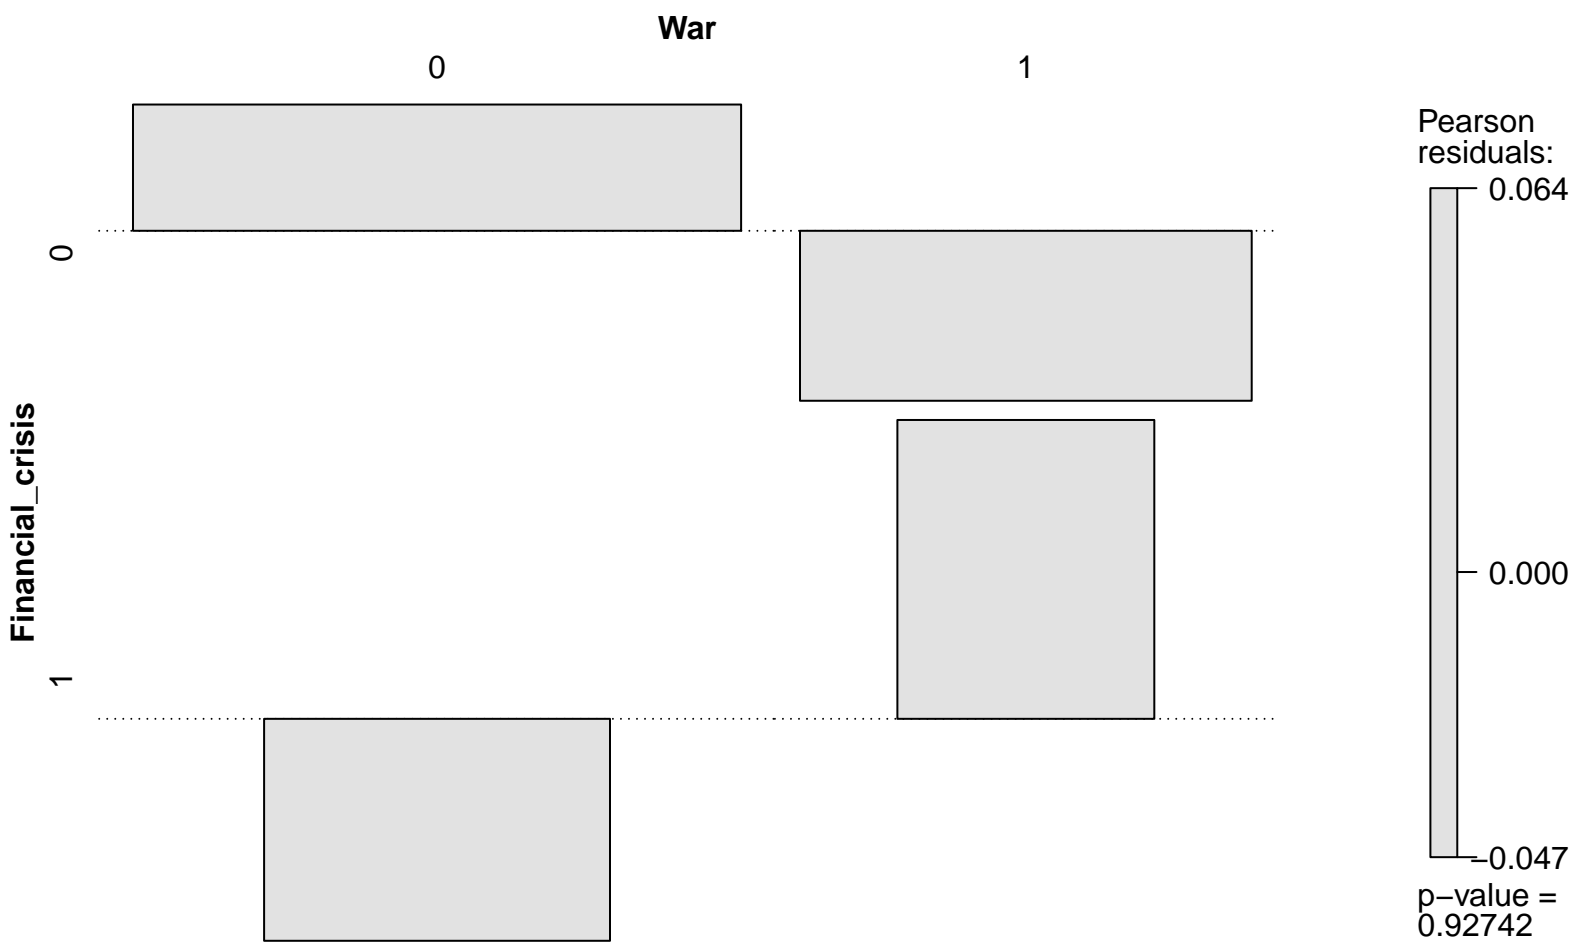 War
0
1
Pearson
residuals:
0.064
0
Financial_crisis
0.000
1
−0.047
p−value =
0.92742